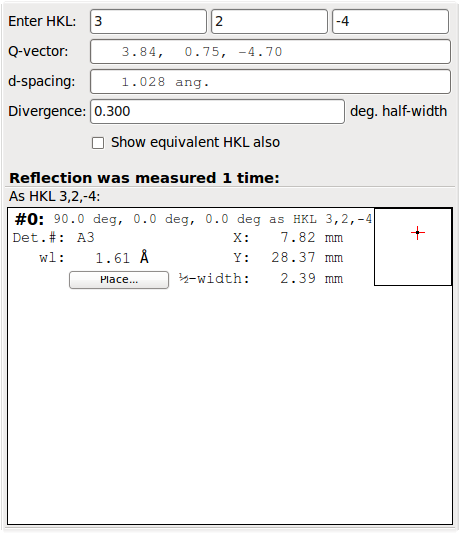 Enter HKL: 3 2 -4
Q-vector: 3.84, 0.75, -4.70
d-spacing: 1.028 ang.
Divergence: 0.300 deg. half-width
Show equivalent HKL also
Reflection was measured 1 time:
As HKL 3,2,-4:
#0: 90.0 deg, 0.0 deg, 0.0 deg as HKL 3,2,-4
Det.#: A3 X: 7.82 mm
wl: 1.61 Å Y: 28.37 mm
Place... ½-width: 2.39 mm